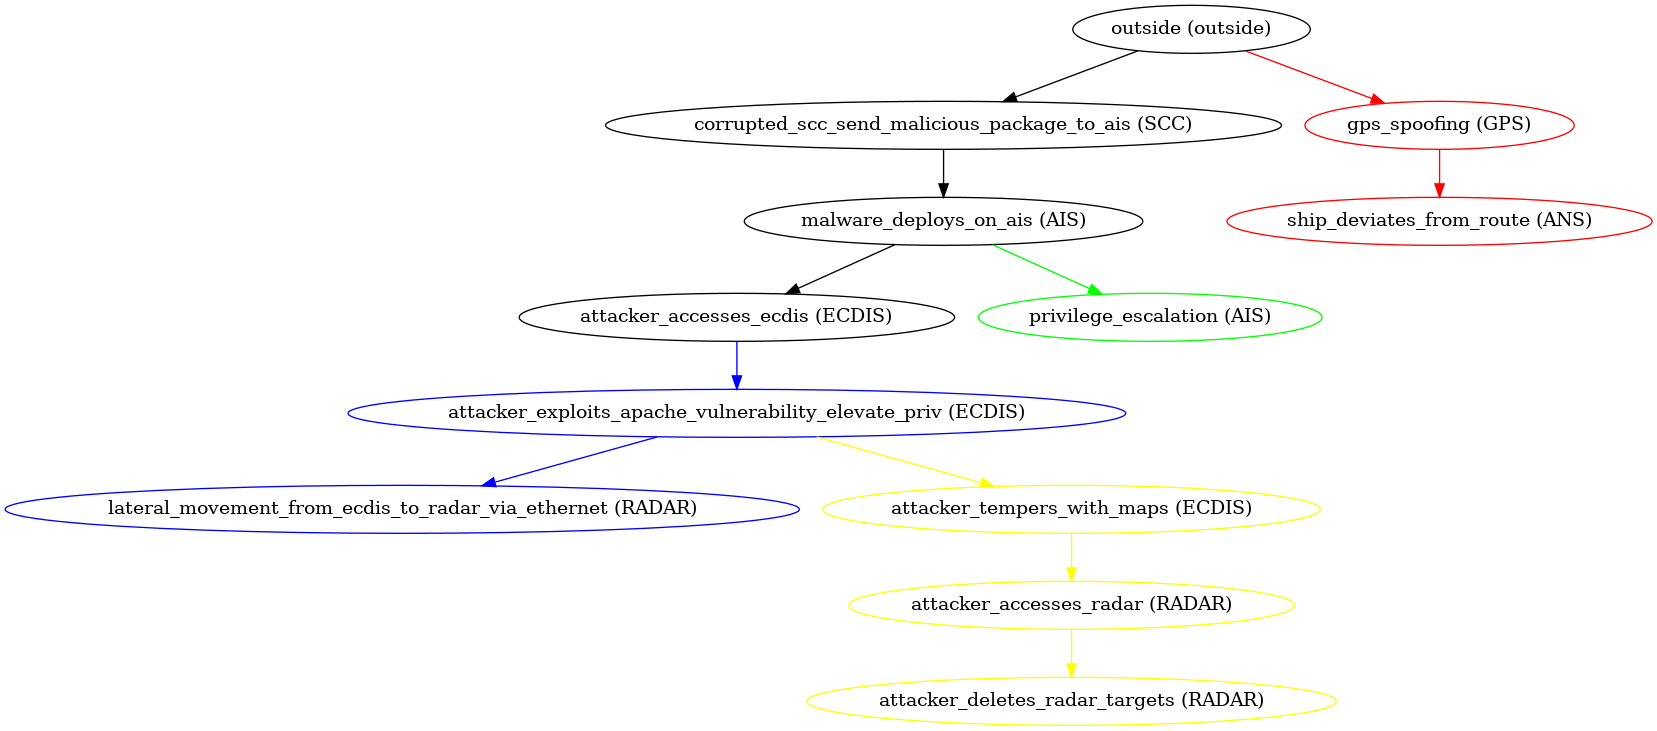 outside (outside)
corrupted_scc_send_malicious_package_to_ais (SCC)
gps_spoofing (GPS)
malware_deploys_on_ais (AIS)
ship_deviates_from_route (ANS)
attacker_accesses_ecdis (ECDIS)
privilege_escalation (AIS)
attacker_exploits_apache_vulnerability_elevate_priv (ECDIS)
lateral_movement_from_ecdis_to_radar_via_ethernet (RADAR)
attacker_tempers_with_maps (ECDIS)
attacker_accesses_radar (RADAR)
attacker_deletes_radar_targets (RADAR)